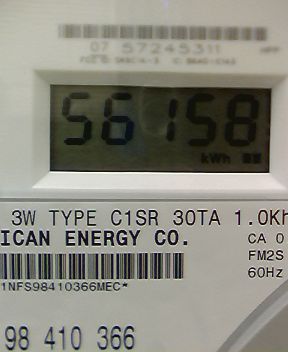 07 57245311
56158
kWh
3W TYPE C1SR 30TA 1.0Kh
ICAN ENERGY CO.
CA 0
FM2S
60Hz
1NFS98410366MEC*
98 410 366